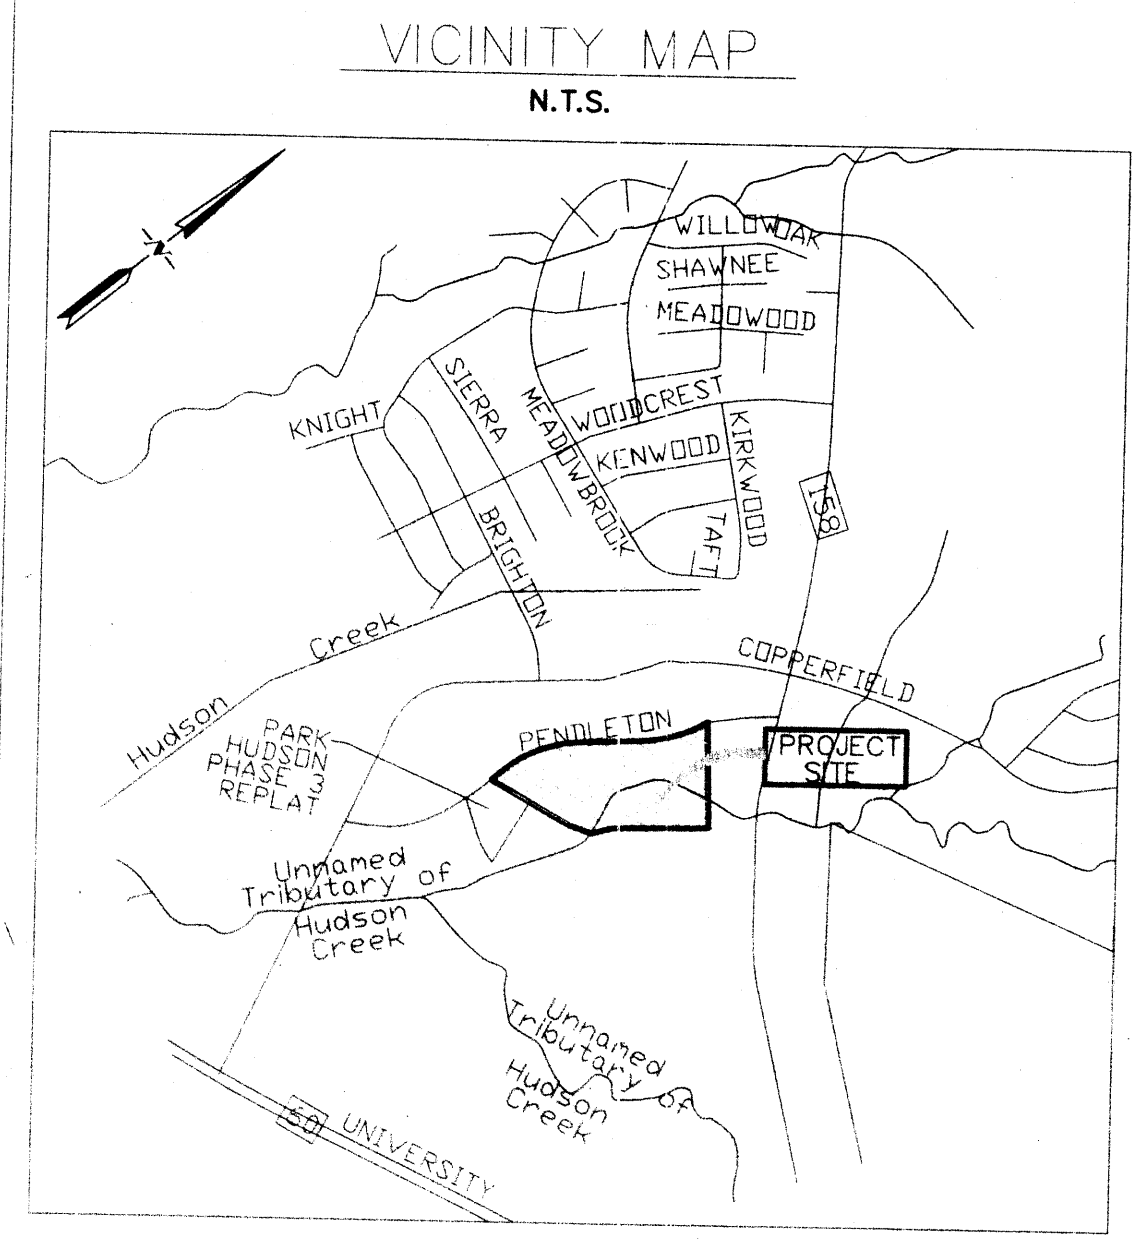 VICINITY MAP
N.T.S.
N
WILLOWOAK
SHAWNEE
MEADOWOOD
SIERRA
MEADOWBROOK
WOODCREST
KNIGHT
KENWOOD
KIRKWOOD
TAFT
158
BRIGHTON
Hudson Creek
COPPERFIELD
PENDLETON
PROJECT
SITE
PARK
HUDSON
PHASE 3
REPLAT
Unnamed
Tributary of
Hudson
Creek
Unnamed
Tributary of
Hudson
Creek
60 UNIVERSITY